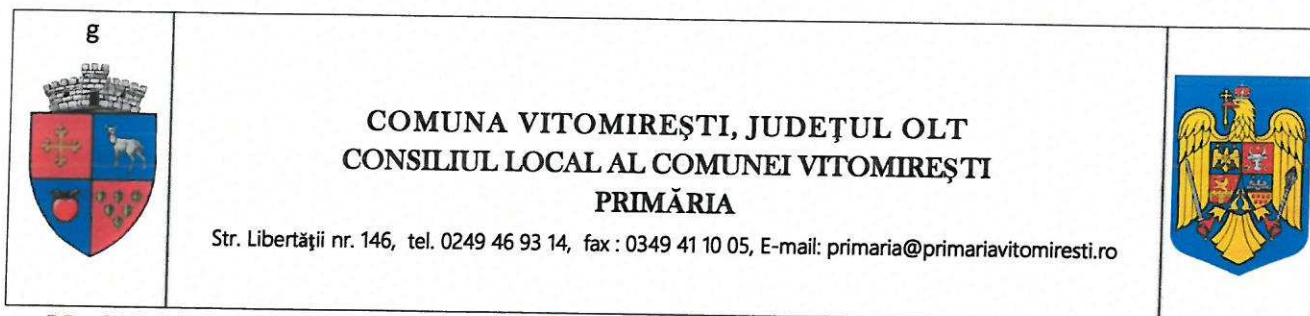 g
COMUNA VITOMIREŞTI, JUDEŢUL OLT
CONSILIUL LOCAL AL COMUNEI VITOMIREŞTI
PRIMĂRIA
Str. Libertăţii nr. 146, tel. 0249 46 93 14, fax : 0349 41 10 05, E-mail: primaria@primariavitomiresti.ro